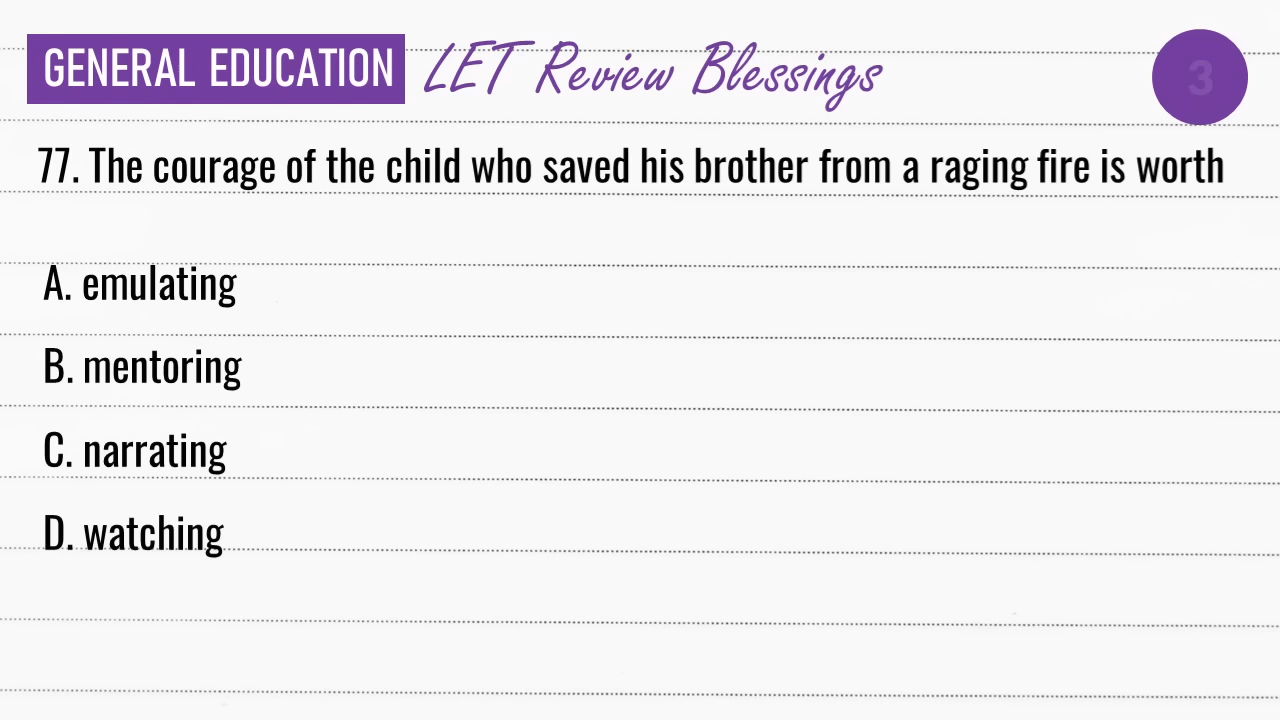 GENERAL EDUCATION LET Review Blessings 3
77. The courage of the child who saved his brother from a raging fire is worth
A. emulating
B. mentoring
C. narrating
D. watching